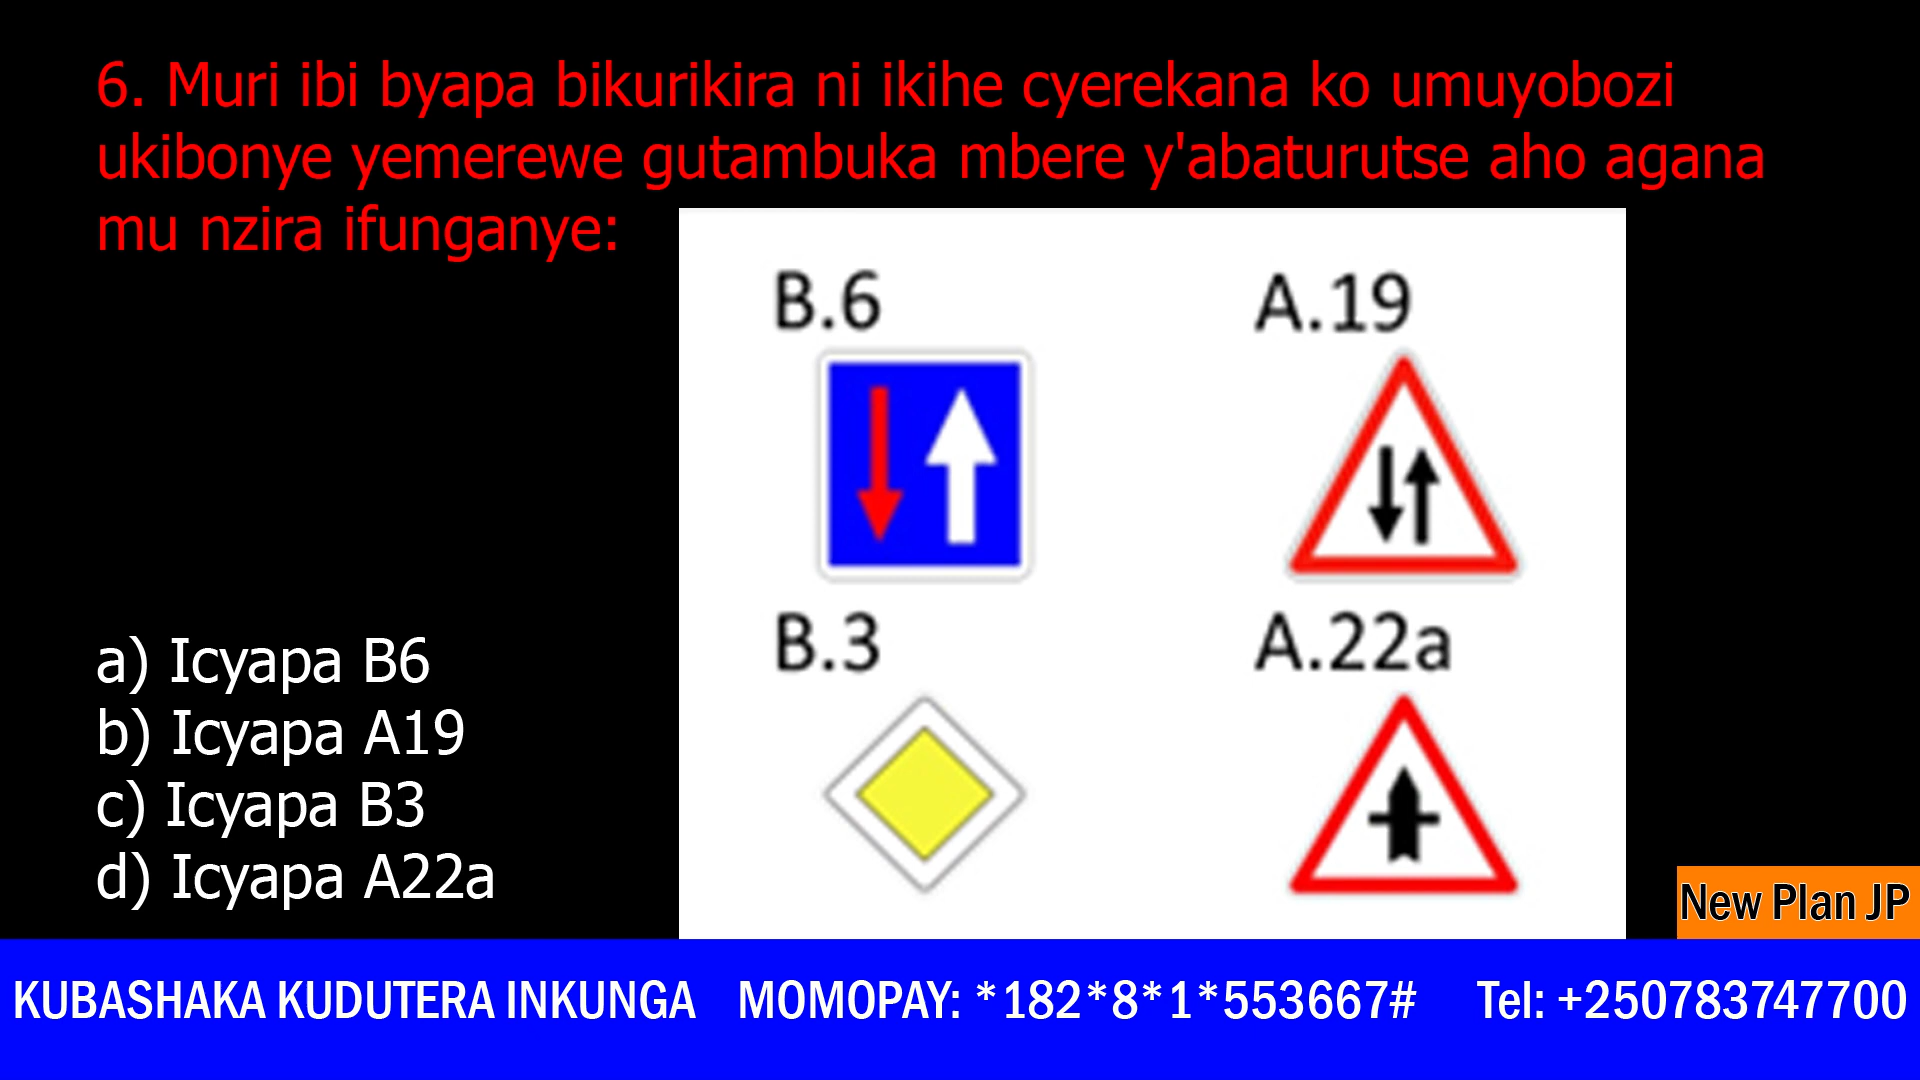 6. Muri ibi byapa bikurikira ni ikihe cyerekana ko umuyobozi
ukibonye yemerewe gutambuka mbere y'abaturutse aho agana
mu nzira ifunganye:
B.6
A.19
B.3
A.22a
a) Icyapa B6
b) Icyapa A19
c) Icyapa B3
d) Icyapa A22a
New Plan JP
KUBASHAKA KUDUTERA INKUNGA MOMOPAY: *182*8*1*553667# Tel: +250783747700